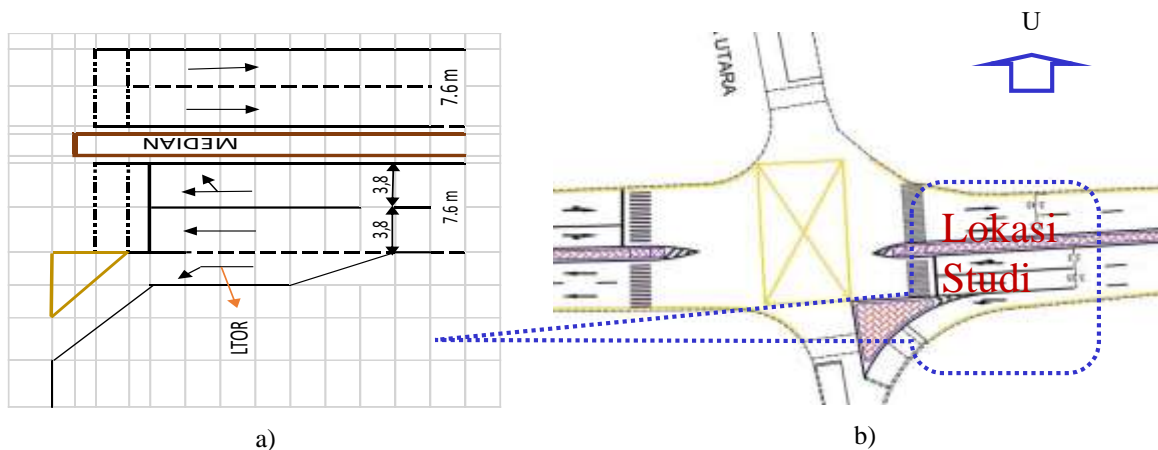 7.6 m
MEDIAN
3,8
3,8
7.6 m
LTOR
a)
U
UTARA
Lokasi
Studi
b)